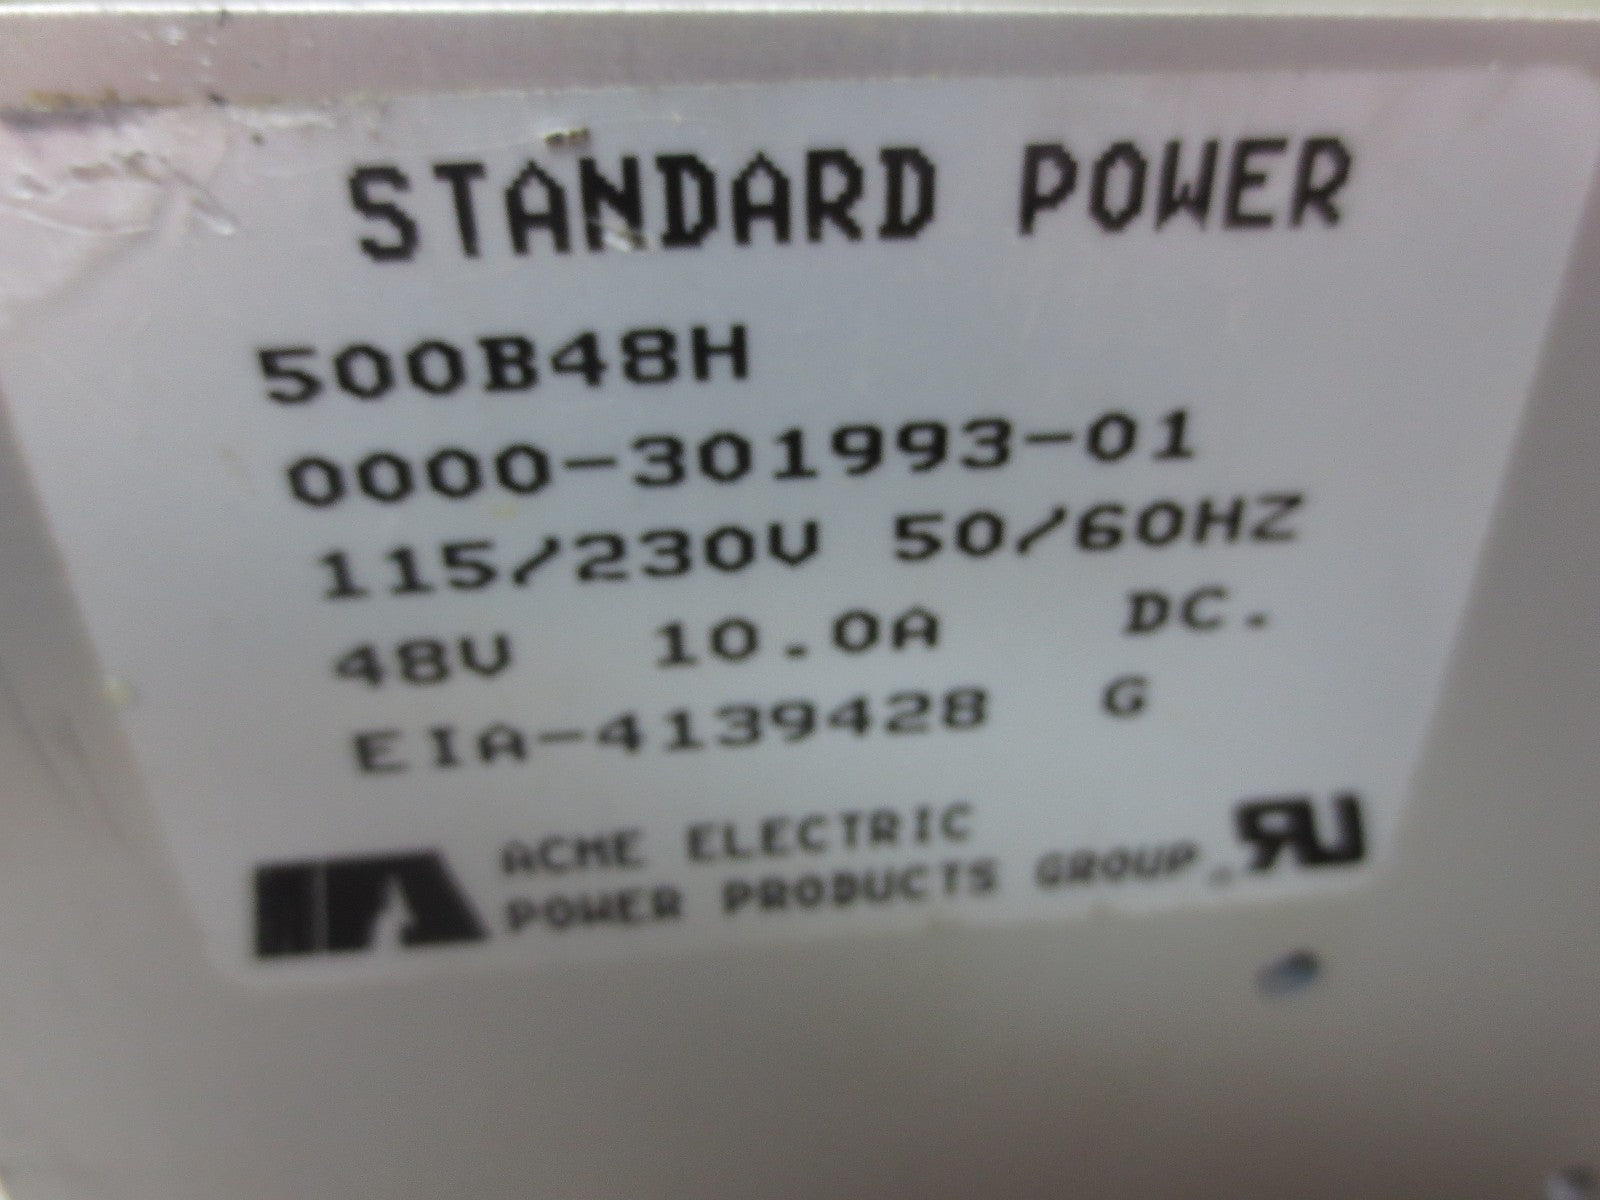 STANDARD POWER
500B48H
0000-301993-01
115/230V 50/60HZ
48V 10.0A DC.
EIA-4139428 G
ACME ELECTRIC
POWER PRODUCTS GROUP.
RU